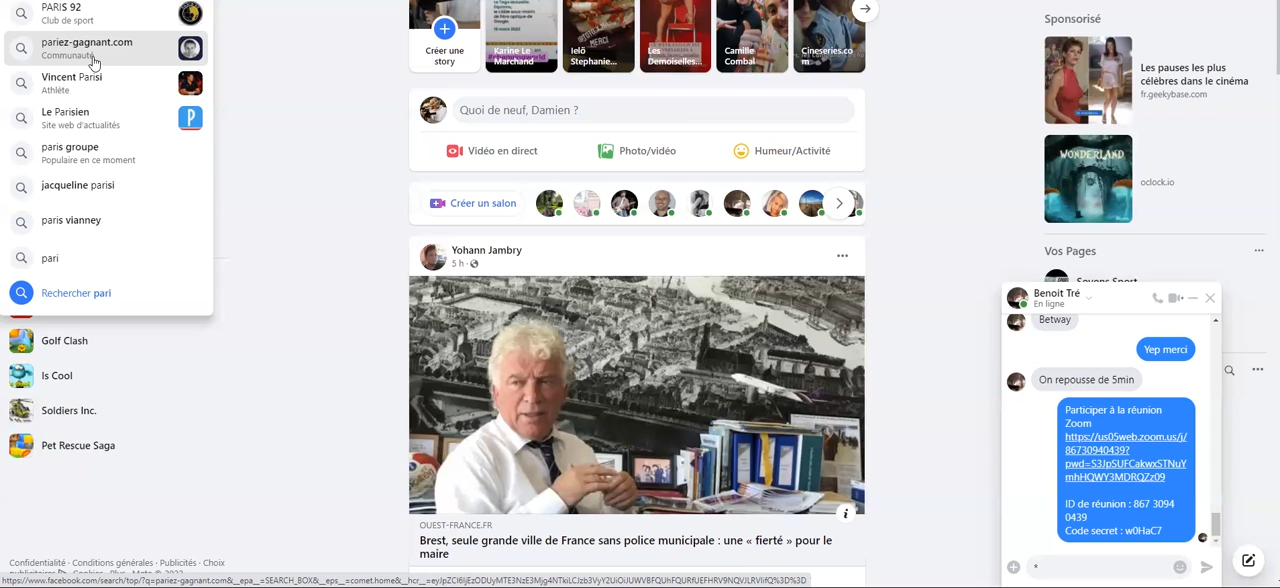 PARIS 92
Club de sport
pariez-gagnant.com
Communauté
Vincent Parisi
Athlète
Le Parisien
Site web d'actualités
paris groupe
Populaire en ce moment
jacqueline parisi
paris vianney
pari
Rechercher pari
Golf Clash
Is Cool
Soldiers Inc.
Pet Rescue Saga
Confidentialité · Conditions générales · Publicités · Choix
Créer une
story
Karine Le
Marchand
MERCI
Ielô
Stephanie...
Les
Demoiselles...
Camille
Combal
Cineseries.co
m
Quoi de neuf, Damien ?
Vidéo en direct
Photo/vidéo
Humeur/Activité
Créer un salon
Yohann Jambry
5 h ·
OUEST-FRANCE.FR
Brest, seule grande ville de France sans police municipale : une « fierté » pour le
maire
Sponsorisé
Les pauses les plus
célèbres dans le cinéma
fr.geekybase.com
WONDERLAND
oclock.io
Vos Pages
Benoit Tré
En ligne
Betway
Yep merci
On repousse de 5min
Participer à la réunion
Zoom
https://us05web.zoom.us/j/
86730940439?
pwd=S3JpSUFCakwxSTNuY
mhHQWY3MDRQZz09
ID de réunion : 867 3094
0439
Code secret : w0HaC7
*